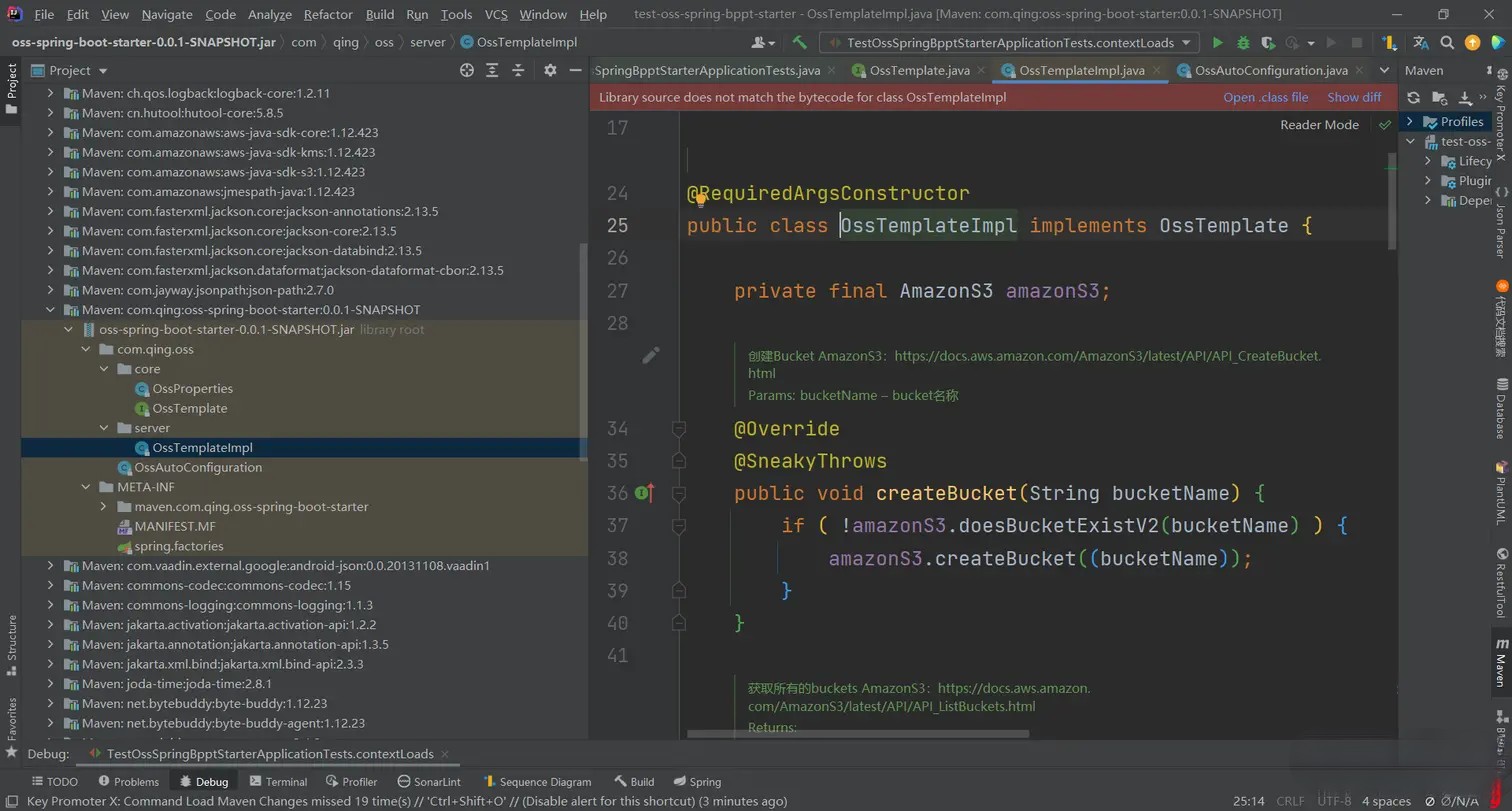 File Edit View Navigate Code Analyze Refactor Build Run Tools VCS Window Help test-oss-spring-bppt-starter - OssTemplateImpl.java [Maven: com.qing:oss-spring-boot-starter:0.0.1-SNAPSHOT]
oss-spring-boot-starter-0.0.1-SNAPSHOT.jar com qing oss server OssTemplateImpl TestOssSpringBpptStarterApplicationTests.contextLoads
Project
Project
SpringBpptStarterApplicationTests.java OssTemplate.java OssTemplateImpl.java OssAutoConfiguration.java Maven
Library source does not match the bytecode for class OssTemplateImpl Open .class file Show diff
Reader Mode
Maven: ch.qos.logback:logback-core:1.2.11
Maven: cn.hutool:hutool-core:5.8.5
Maven: com.amazonaws:aws-java-sdk-core:1.12.423
Maven: com.amazonaws:aws-java-sdk-kms:1.12.423
Maven: com.amazonaws:aws-java-sdk-s3:1.12.423
Maven: com.amazonaws:jmespath-java:1.12.423
Maven: com.fasterxml.jackson.core:jackson-annotations:2.13.5
Maven: com.fasterxml.jackson.core:jackson-core:2.13.5
Maven: com.fasterxml.jackson.core:jackson-databind:2.13.5
Maven: com.fasterxml.jackson.dataformat:jackson-dataformat-cbor:2.13.5
Maven: com.jayway.jsonpath:json-path:2.7.0
Maven: com.qing:oss-spring-boot-starter:0.0.1-SNAPSHOT
oss-spring-boot-starter-0.0.1-SNAPSHOT.jar library root
com.qing.oss
core
OssProperties
OssTemplate
server
OssTemplateImpl
OssAutoConfiguration
META-INF
maven.com.qing.oss-spring-boot-starter
MANIFEST.MF
spring.factories
Maven: com.vaadin.external.google:android-json:0.0.20131108.vaadin1
Maven: commons-codec:commons-codec:1.15
Maven: commons-logging:commons-logging:1.1.3
Maven: jakarta.activation:jakarta.activation-api:1.2.2
Maven: jakarta.annotation:jakarta.annotation-api:1.3.5
Maven: jakarta.xml.bind:jakarta.xml.bind-api:2.3.3
Maven: joda-time:joda-time:2.8.1
Maven: net.bytebuddy:byte-buddy:1.12.23
Maven: net.bytebuddy:byte-buddy-agent:1.12.23
17
24 @RequiredArgsConstructor
25 public class OssTemplateImpl implements OssTemplate {
26
27 private final AmazonS3 amazonS3;
28
创建Bucket AmazonS3：https://docs.aws.amazon.com/AmazonS3/latest/API/API_CreateBucket.
html
Params: bucketName – bucket名称
34 @Override
35 @SneakyThrows
36 public void createBucket(String bucketName) {
37 if ( !amazonS3.doesBucketExistV2(bucketName) ) {
38 amazonS3.createBucket((bucketName));
39 }
40 }
41
获取所有的buckets AmazonS3：https://docs.aws.amazon.
com/AmazonS3/latest/API/API_ListBuckets.html
Returns:
Profiles
test-oss-
Lifecy
Plugin
Deper
Key Promoter X
Json Parser
代码文档搜索
Database
PlantUML
RestfulTool
Maven
Structure
Favorites
Debug: TestOssSpringBpptStarterApplicationTests.contextLoads
TODO Problems Debug Terminal Profiler SonarLint Sequence Diagram Build Spring
Key Promoter X: Command Load Maven Changes missed 19 time(s) // 'Ctrl+Shift+O' // (Disable alert for this shortcut) (3 minutes ago) 25:14 CRLF UTF-8 4 spaces Ø/N/A